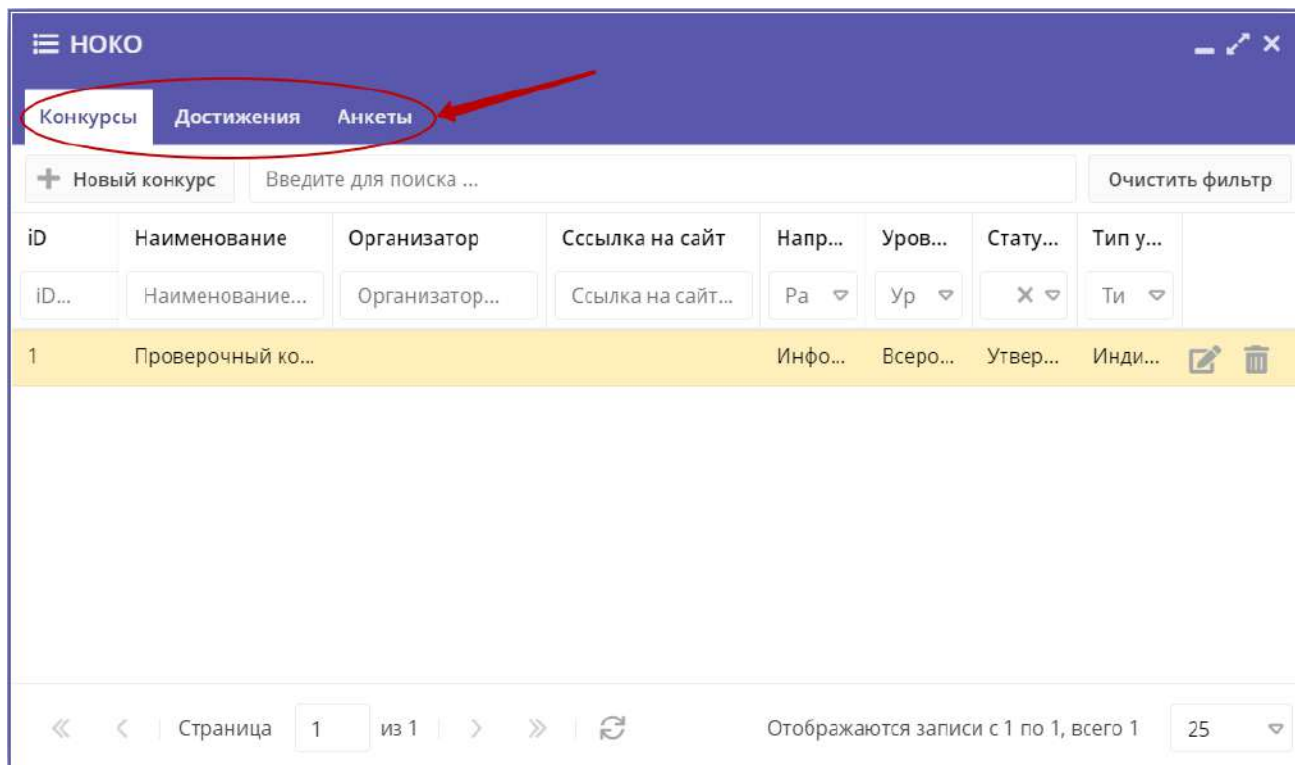 НОКО
Конкурсы Достижения Анкеты
Новый конкурс Введите для поиска ... Очистить фильтр
iD Наименование Организатор Сссылка на сайт Напр... Уров... Стату... Тип у...
iD... Наименование... Организатор... Ссылка на сайт... Ра Ур Ти
1 Проверочный ко... Инфо... Всеро... Утвер... Инди...
Страница 1 из 1 Отображаются записи с 1 по 1, всего 1 25